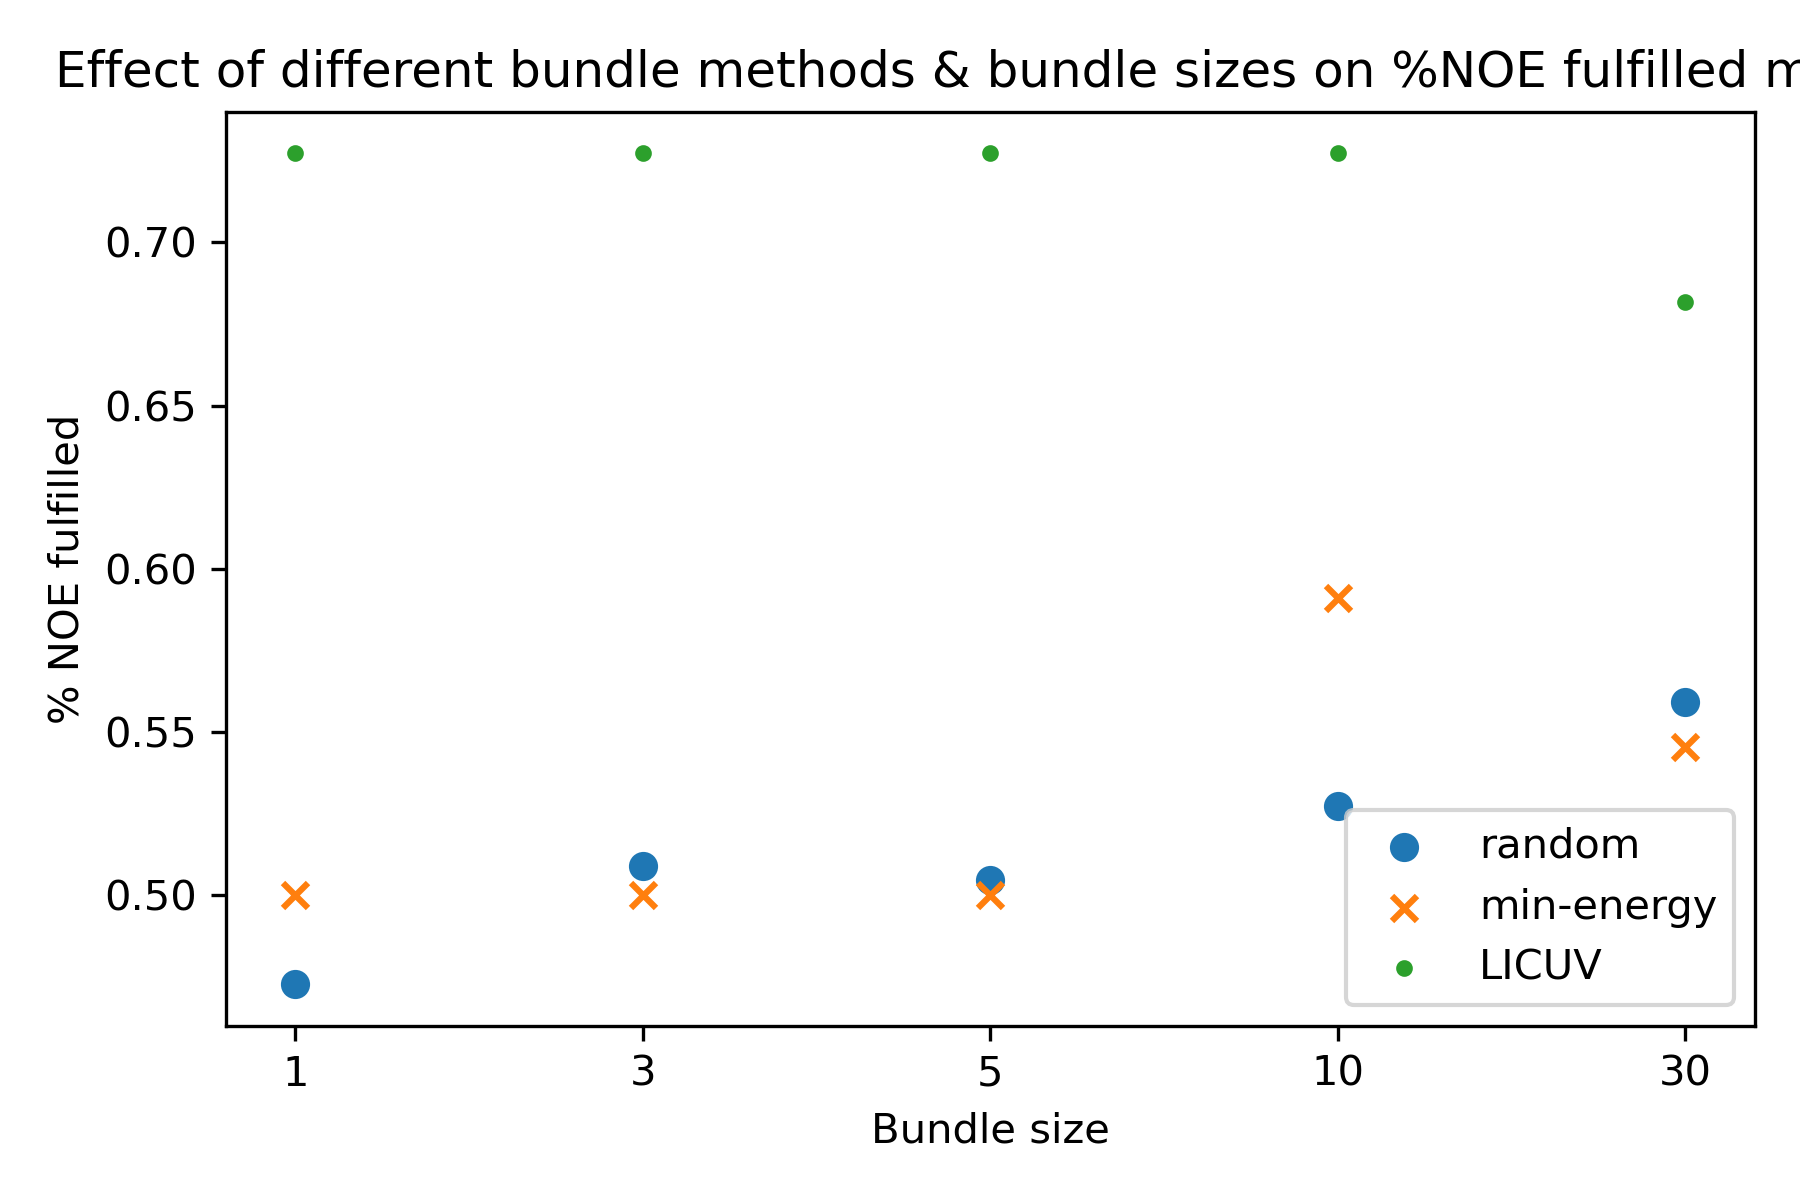 Effect of different bundle methods & bundle sizes on %NOE fulfilled
% NOE fulfilled
0.70
0.65
0.60
0.55
0.50
random
min-energy
LICUV
1 3 5 10 30
Bundle size